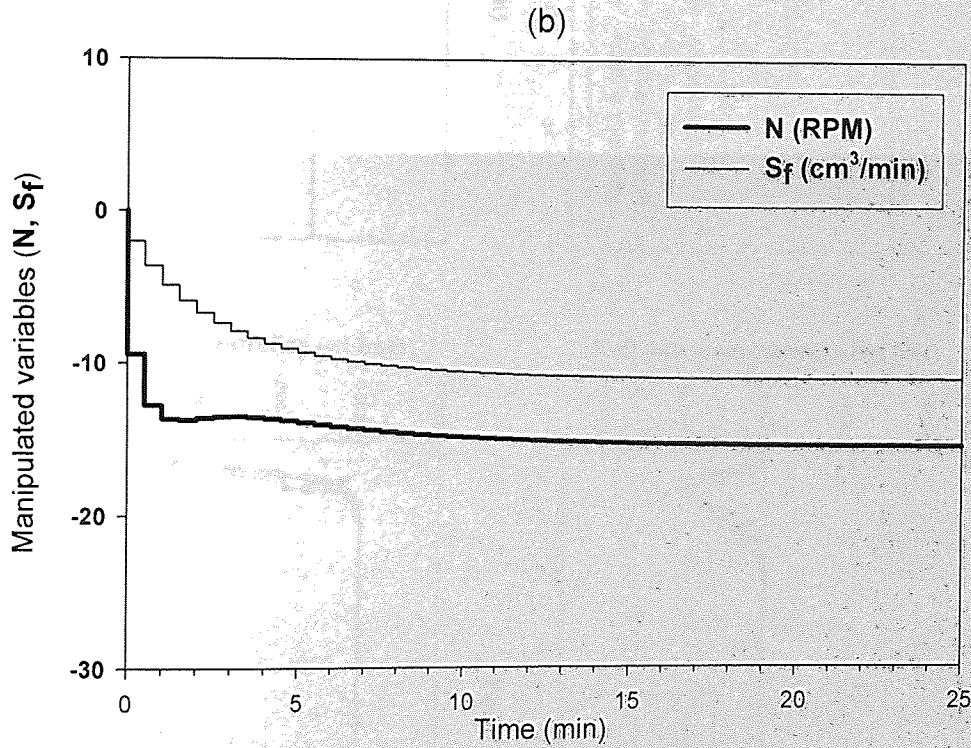 (b)
Manipulated variables (N, Sf)
10
0
-10
-20
-30
N (RPM)
Sf (cm³/min)
0 5 10 15 20 25
Time (min)